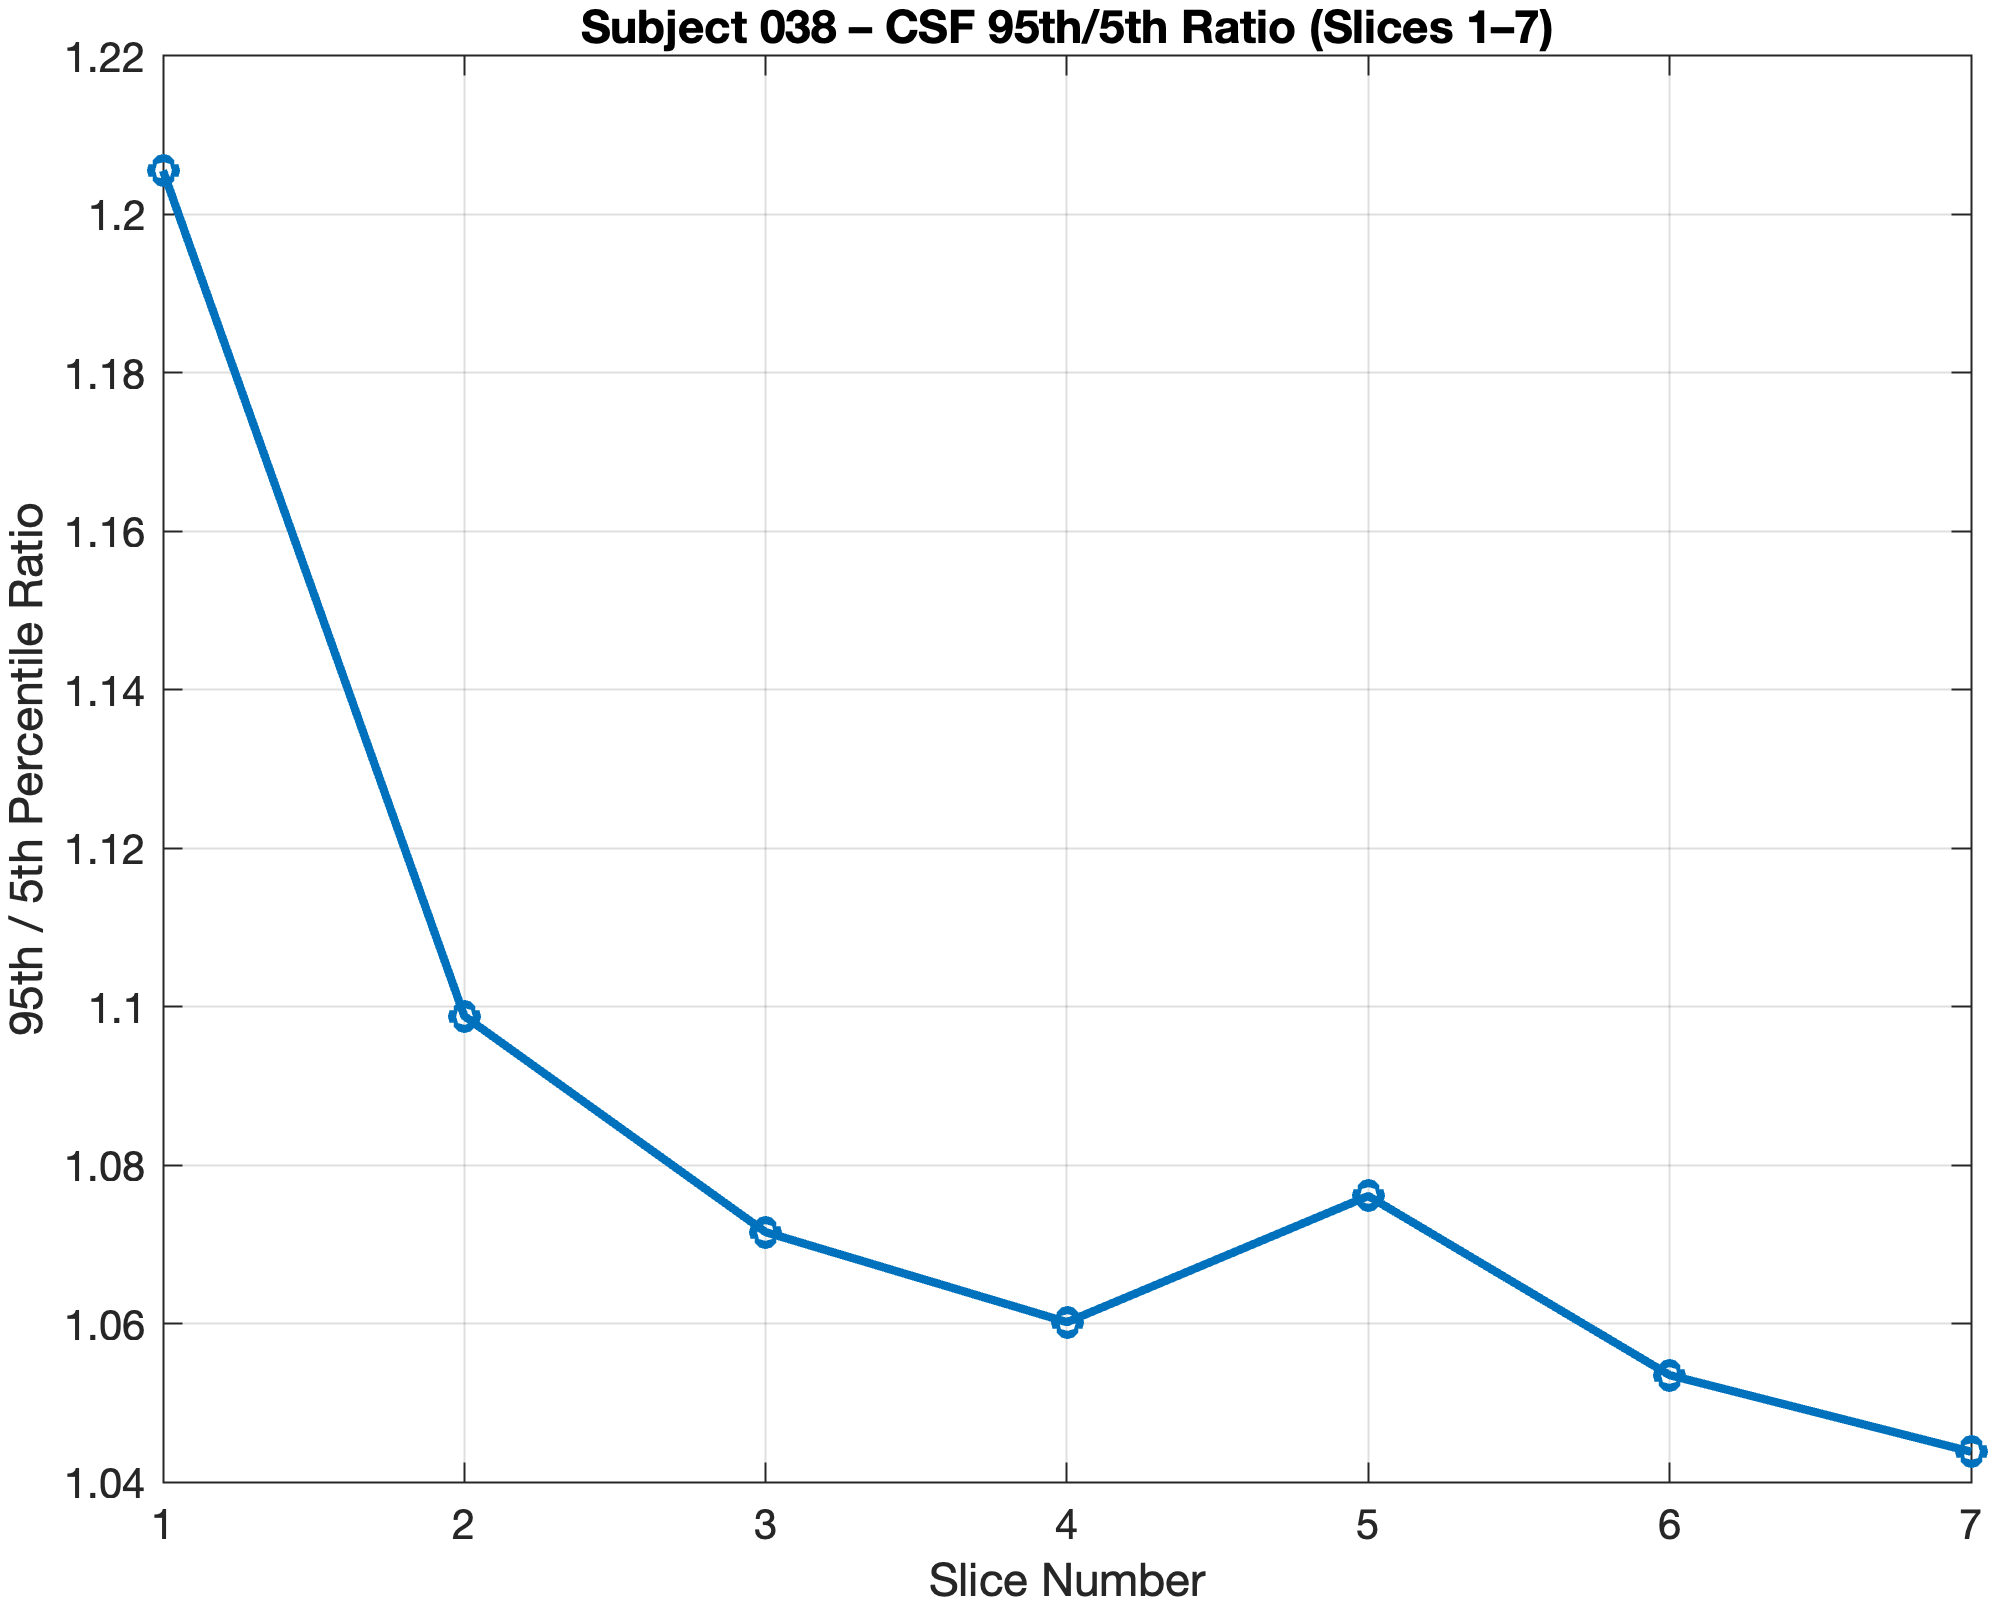 Subject 038 – CSF 95th/5th Ratio (Slices 1–7)
95th / 5th Percentile Ratio
1.22
1.2
1.18
1.16
1.14
1.12
1.1
1.08
1.06
1.04
1 2 3 4 5 6 7
Slice Number